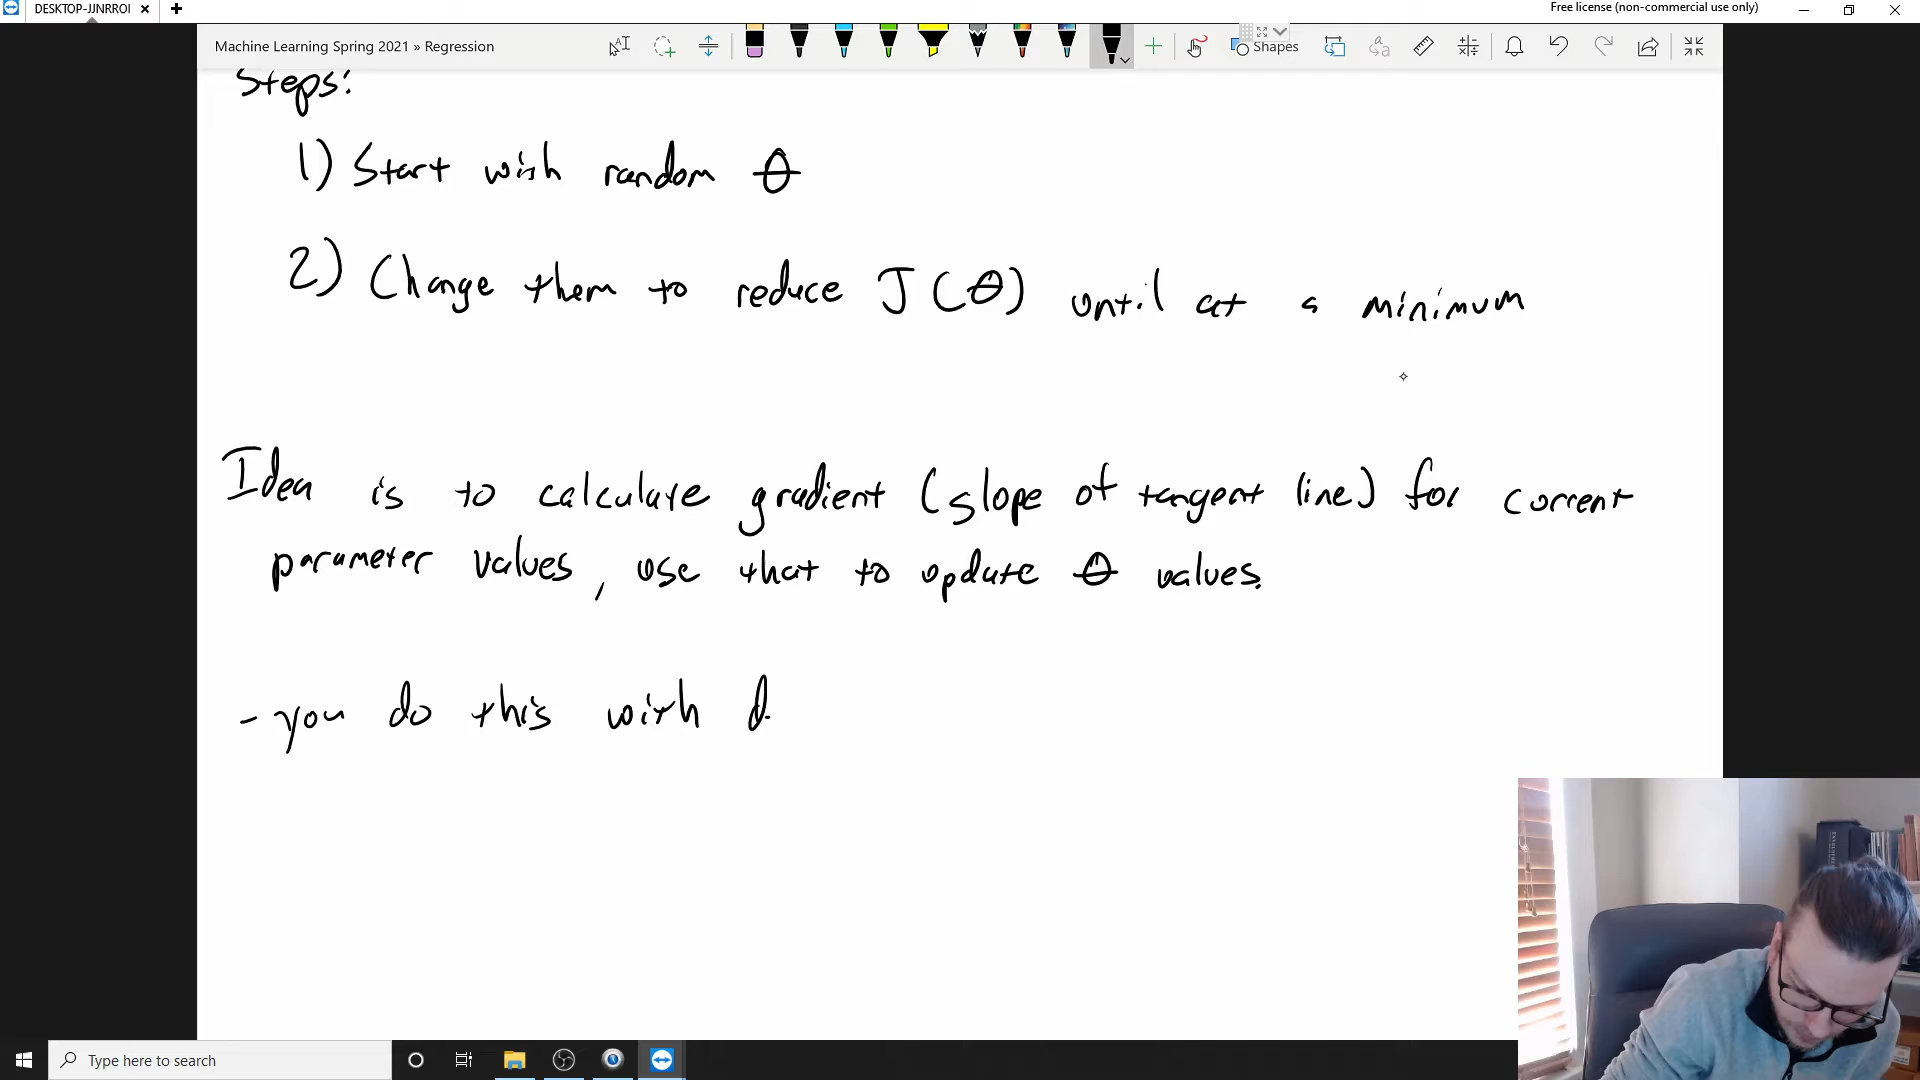 DESKTOP-JJNRROI
Free license (non-commercial use only)
Machine Learning Spring 2021 » Regression
Shapes
Steps:
1) Start with random θ
2) Change them to reduce J(θ) until at a minimum
Idea is to calculate gradient (slope of tangent line) for current
parameter values, use that to update θ values.
- you do this with d
Type here to search